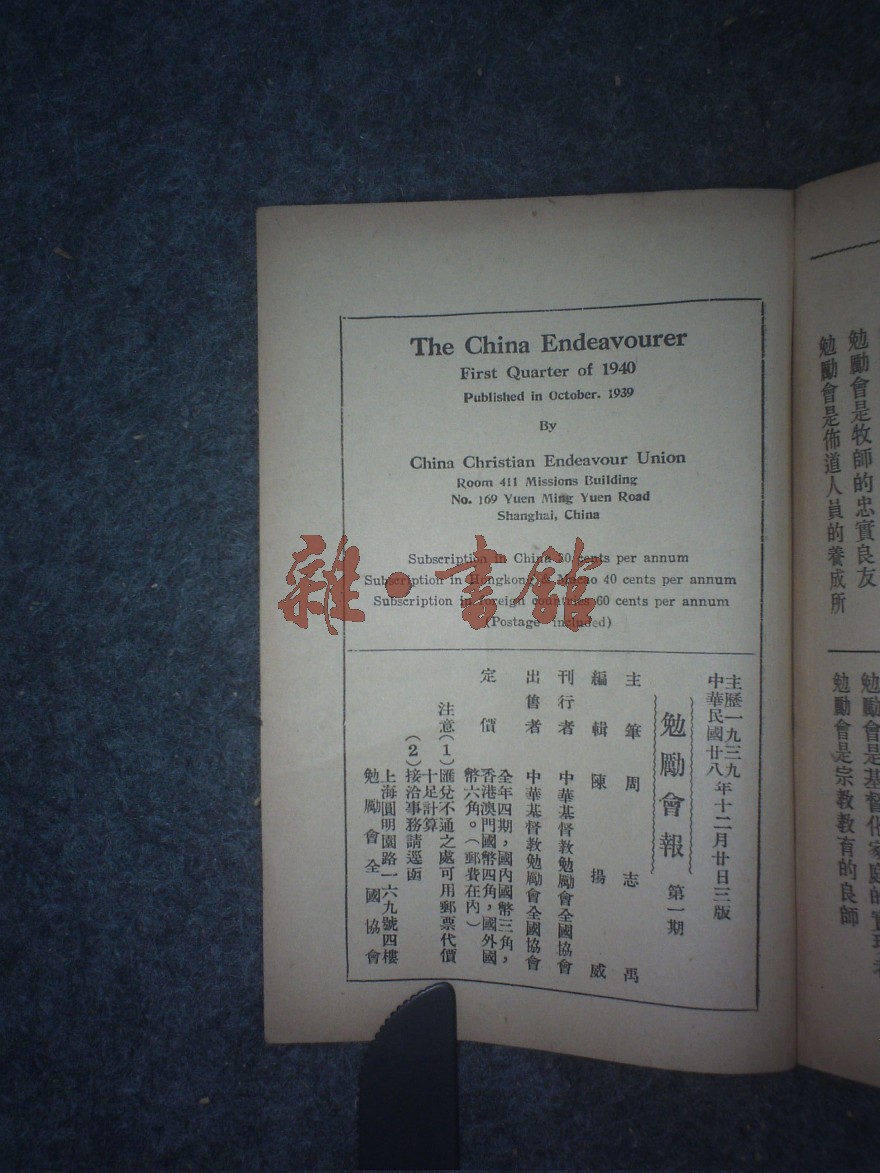 The China Endeavourer
First Quarter of 1940
Published in October. 1939
By
China Christian Endeavour Union
Room 411 Missions Building
No. 169 Yuen Ming Yuen Road
Shanghai, China
Subscription in China 30 cents per annum
Subscription in Hongkong & Macao 40 cents per annum
Subscription in foreign countries 60 cents per annum
(Postage included)
雜·書館
主歷一九三九年十二月廿日三版
中華民國廿八
勉勵會報 第一期
主筆 周志禹
編輯 陳揚威
刊行者 中華基督教勉勵會全國協會
出售者 中華基督教勉勵會全國協會
定價 全年四期,國內國幣三角,
香港澳門國幣四角,國外國
幣六角。(郵費在內)
注意(1)匯兌不通之處可用郵票代價
十足計算
(2)接洽事務請逕函
上海圓明園路一六九號四樓
勉勵會全國協會
勉勵會是牧師的忠實良友
勉勵會是佈道人員的養成所
勉勵會是基督化家庭的實現者
勉勵會是宗教教育的良師